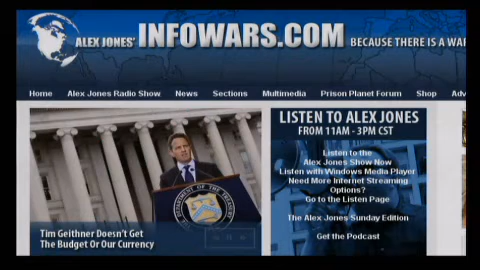 ALEX JONES' INFOWARS.COM BECAUSE THERE IS A WAR
Home Alex Jones Radio Show News Sections Multimedia Prison Planet Forum Shop Adv
LISTEN TO ALEX JONES
FROM 11AM - 3PM CST
Listen to the
Alex Jones Show Now
Listen with Windows Media Player
Need More Internet Streaming
Options?
Go to the Listen Page
The Alex Jones Sunday Edition
Get the Podcast
Tim Geithner Doesn't Get
The Budget Or Our Currency